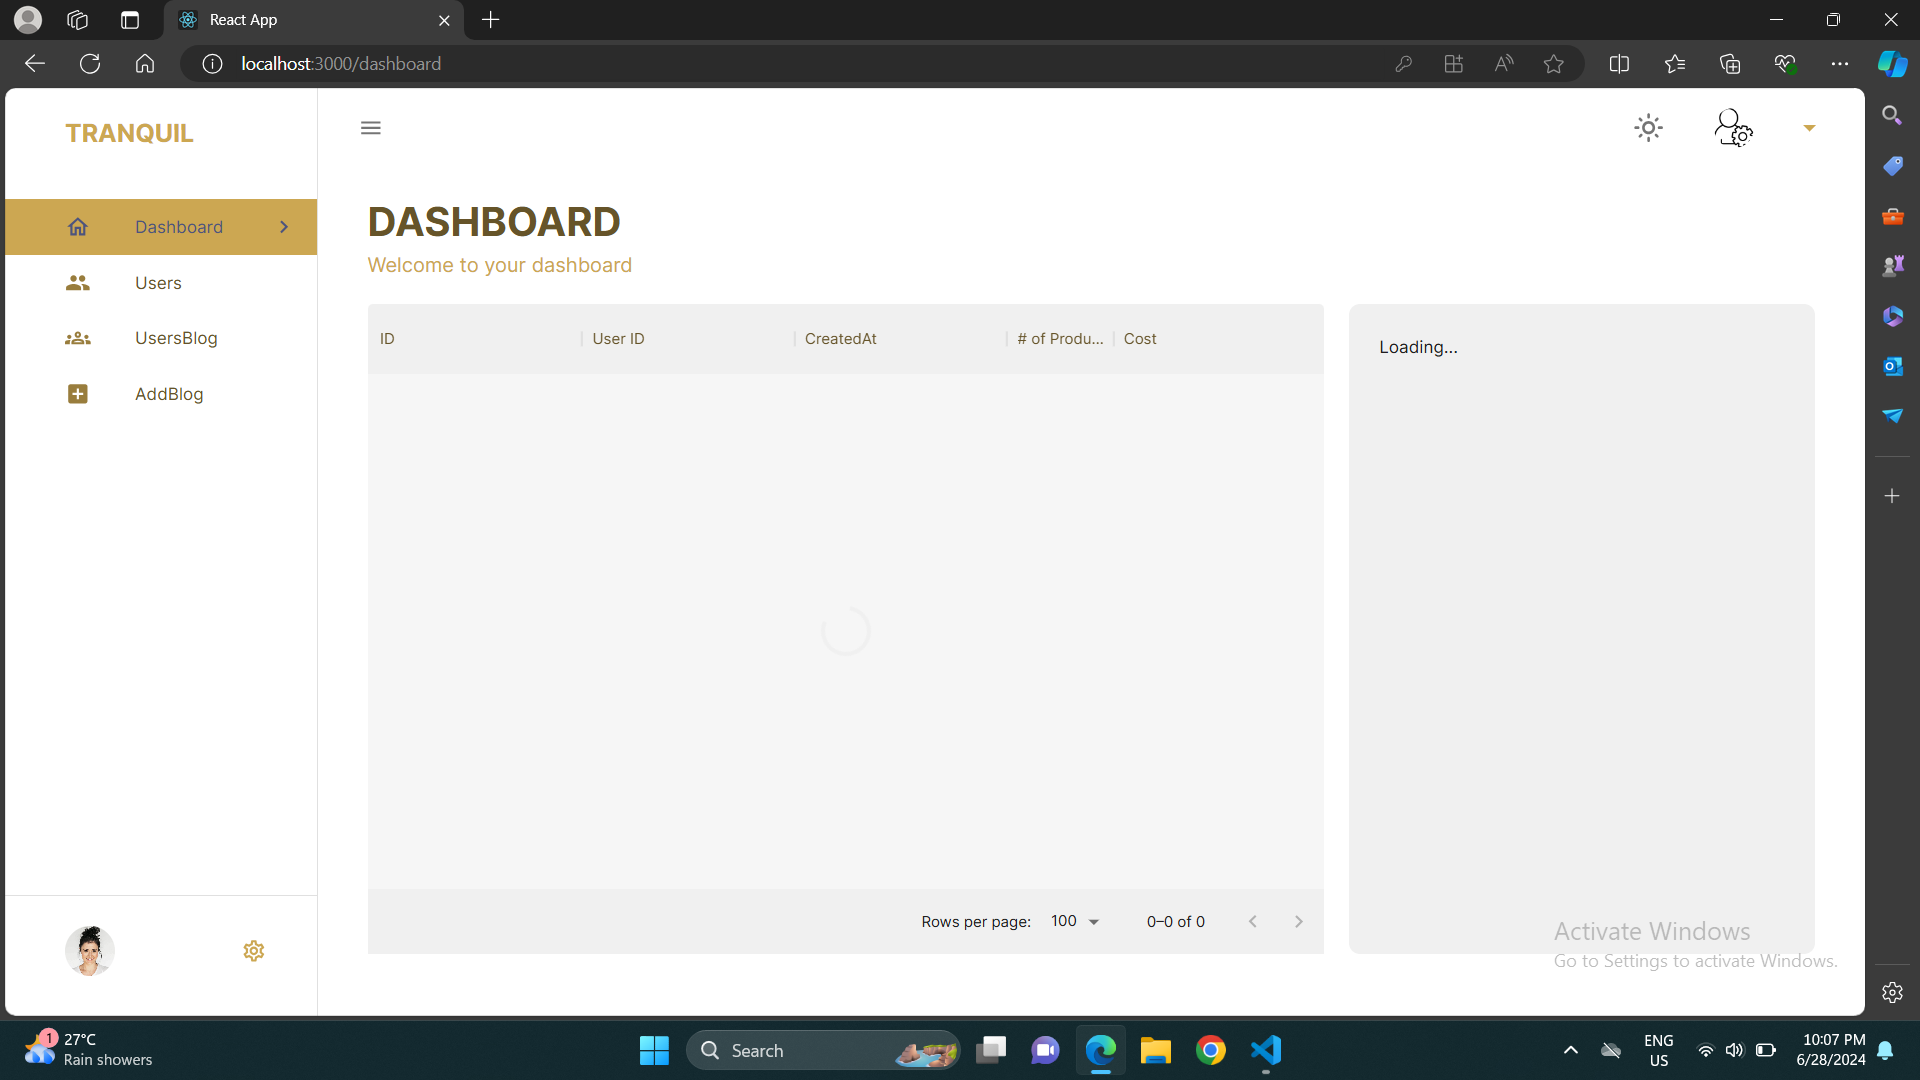 React App
localhost:3000/dashboard
TRANQUIL
Dashboard
Users
UsersBlog
AddBlog
DASHBOARD
Welcome to your dashboard
ID User ID CreatedAt # of Produ... Cost
Loading...
Rows per page: 100 0–0 of 0
Activate Windows
Go to Settings to activate Windows.
1
27°C
Rain showers
Search
ENG
US
10:07 PM
6/28/2024